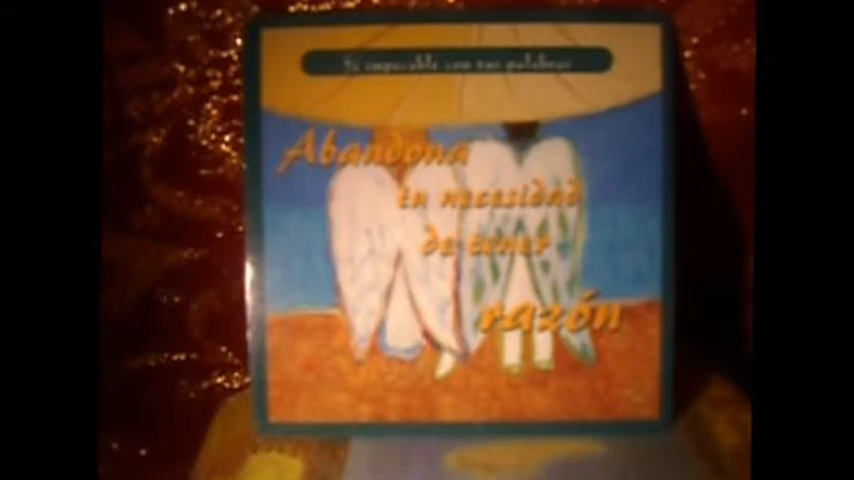 Sé impecable con tus palabras
Abandona
tu necesidad
de tener
razón